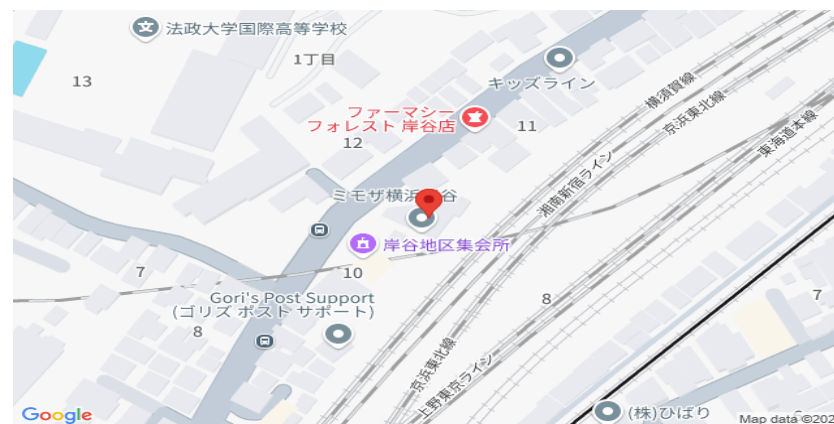 法政大学国際高等学校
1丁目
13
キッズライン
横須賀線
京浜東北線
東海道本線
ファーマシー
フォレスト 岸谷店
11
12
湘南新宿ライン
ミモザ横浜 谷
岸谷地区集会所
7
10
Gori's Post Support
(ゴリズ ポスト サポート)
8
8
7
京浜東北線
上野東京ライン
(株)ひばり
Google
Map data ©202